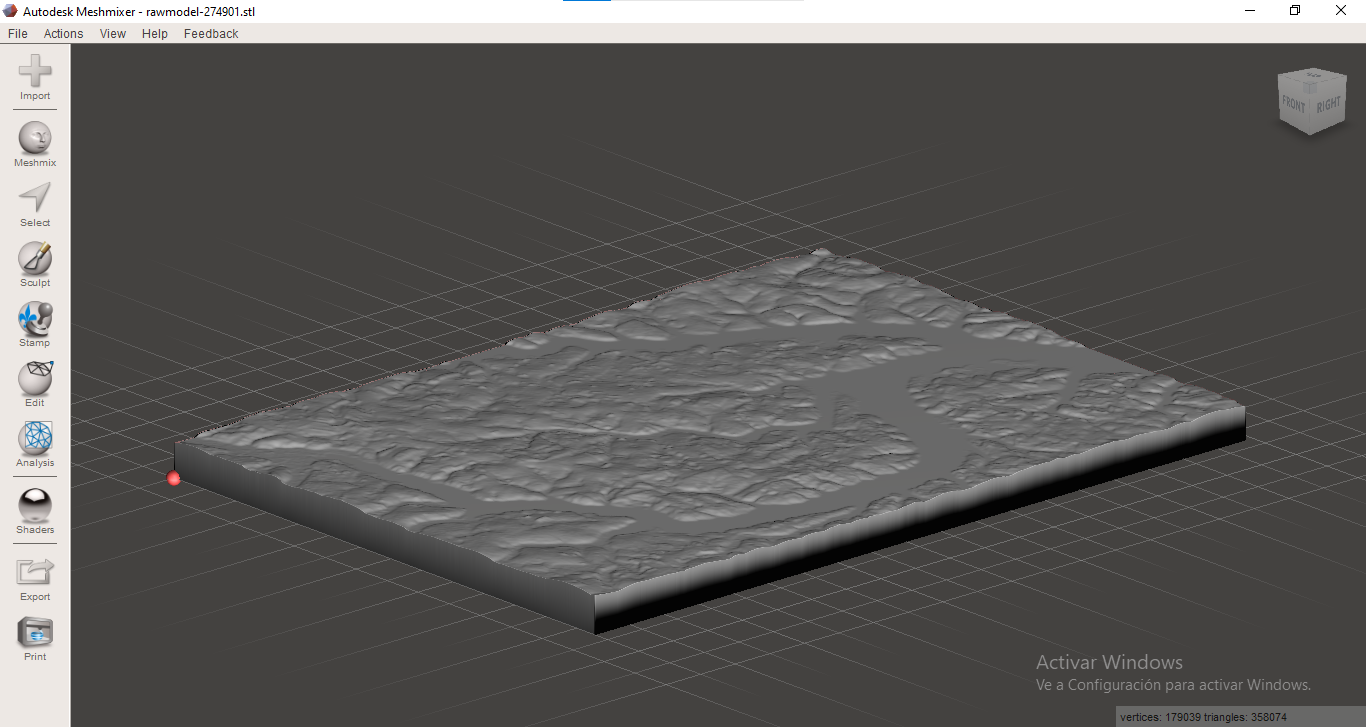 Autodesk Meshmixer - rawmodel-274901.stl
File Actions View Help Feedback
Import
Meshmix
Select
Sculpt
Stamp
Edit
Analysis
Shaders
Export
Print
FRONT
RIGHT
Activar Windows
Ve a Configuración para activar Windows.
vertices: 179039 triangles: 358074